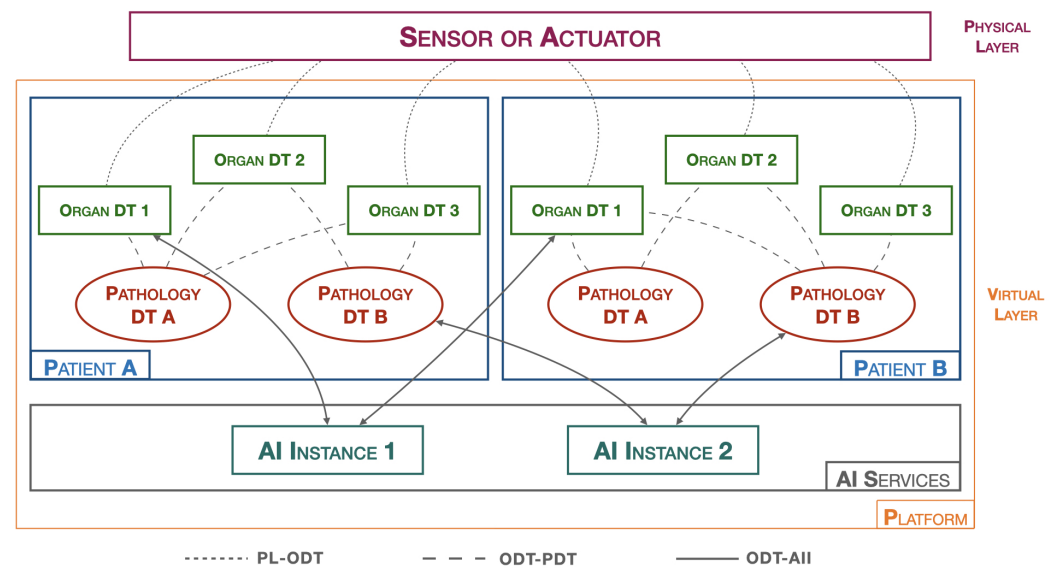 SENSOR OR ACTUATOR
PHYSICAL
LAYER
ORGAN DT 2
ORGAN DT 1
ORGAN DT 3
PATHOLOGY
DT A
PATHOLOGY
DT B
PATIENT A
ORGAN DT 2
ORGAN DT 1
ORGAN DT 3
PATHOLOGY
DT A
PATHOLOGY
DT B
PATIENT B
VIRTUAL
LAYER
AI INSTANCE 1
AI INSTANCE 2
AI SERVICES
PLATFORM
PL-ODT
ODT-PDT
ODT-AII